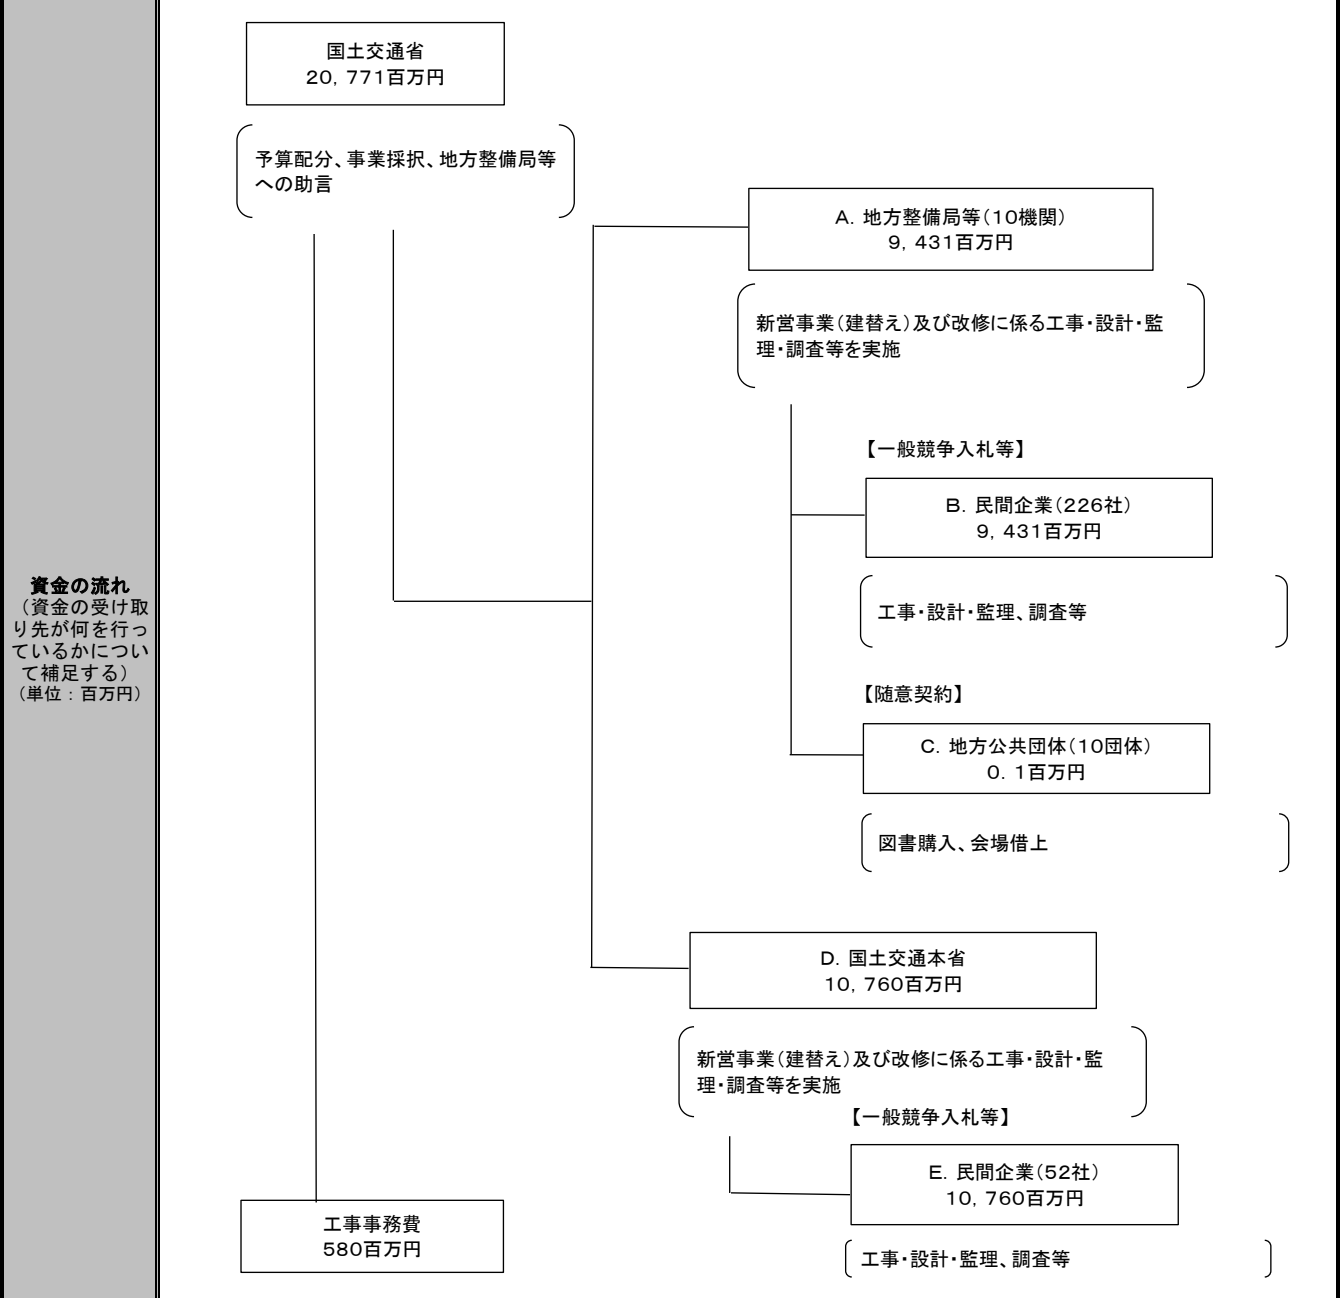 資金の流れ
（資金の受け取
り先が何を行っ
ているかについ
て補足する）
（単位：百万円）
国土交通省
20，771百万円
予算配分、事業採択、地方整備局等
への助言
A．地方整備局等（10機関）
9，431百万円
新営事業（建替え）及び改修に係る工事・設計・監
理・調査等を実施
【一般競争入札等】
B．民間企業（226社）
9，431百万円
工事・設計・監理、調査等
【随意契約】
C．地方公共団体（10団体）
0．1百万円
図書購入、会場借上
D．国土交通本省
10，760百万円
新営事業（建替え）及び改修に係る工事・設計・監
理・調査等を実施
【一般競争入札等】
E．民間企業（52社）
10，760百万円
工事・設計・監理、調査等
工事事務費
580百万円